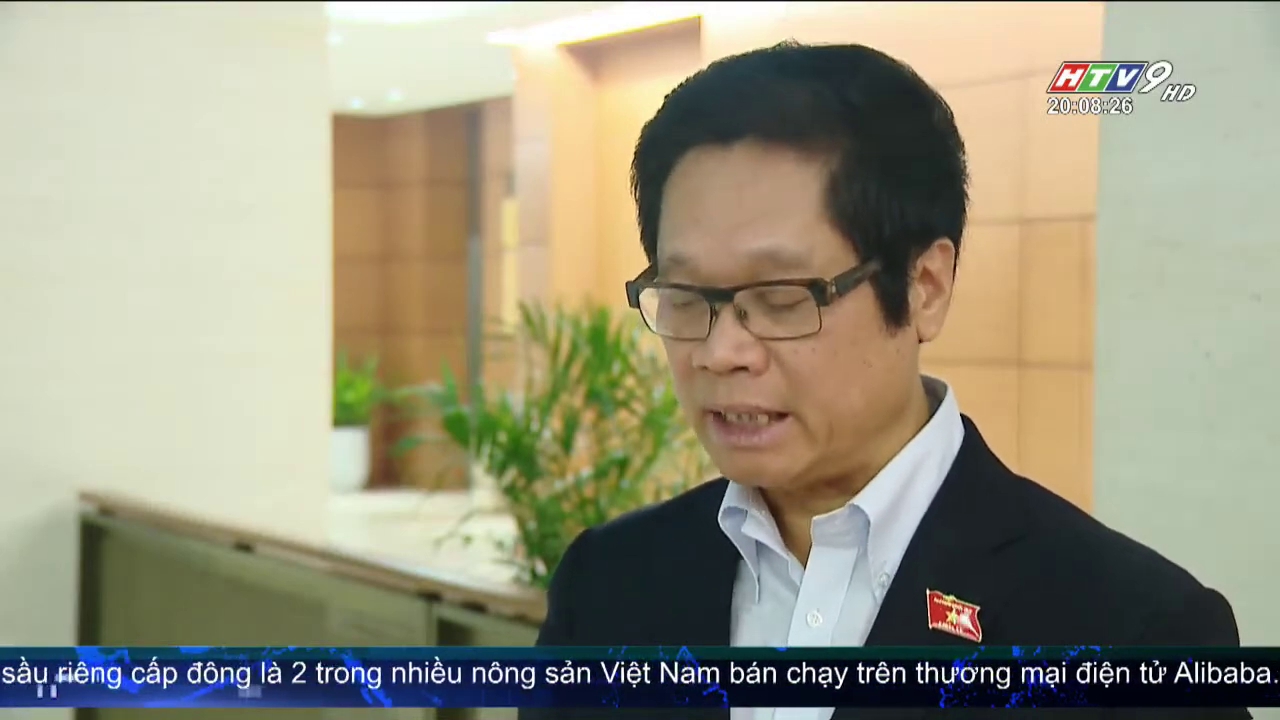 HTV9 HD
20:08:26
sầu riêng cấp đông là 2 trong nhiều nông sản Việt Nam bán chạy trên thương mại điện tử Alibaba.